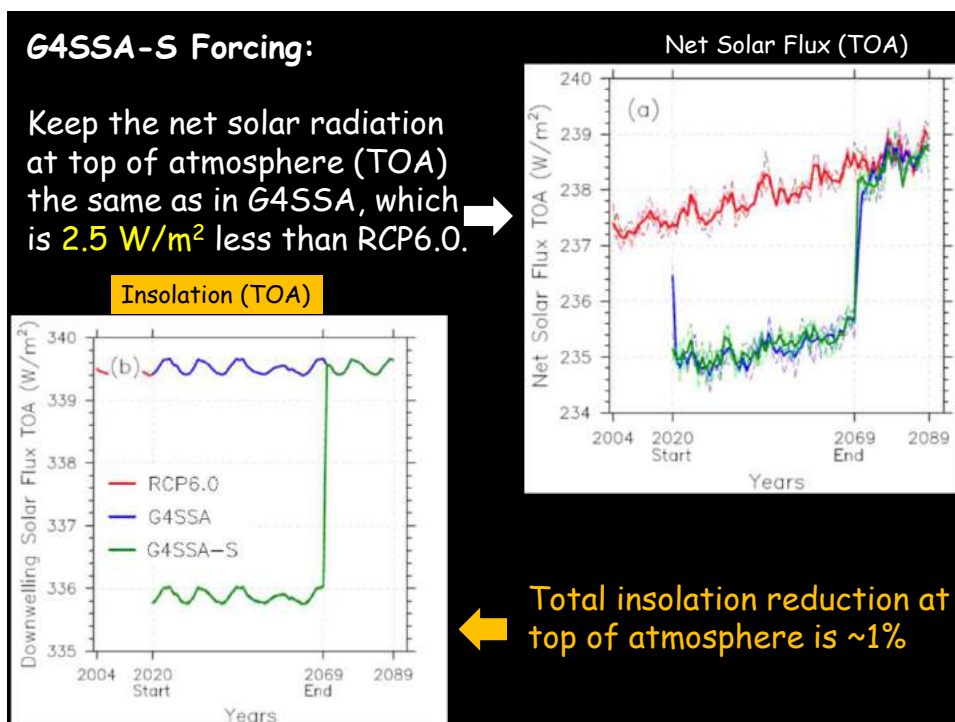 G4SSA-S Forcing:
Keep the net solar radiation
at top of atmosphere (TOA)
the same as in G4SSA, which
is 2.5 W/m² less than RCP6.0.
Net Solar Flux (TOA)
(a)
Net Solar Flux TOA (W/m²)
240
239
238
237
236
235
234
2004 2020 2069 2089
Start End
Years
Insolation (TOA)
(b)
Downwelling Solar Flux TOA (W/m²)
340
339
338
337
336
335
RCP6.0
G4SSA
G4SSA-S
2004 2020 2069 2089
Start End
Years
Total insolation reduction at
top of atmosphere is ~1%